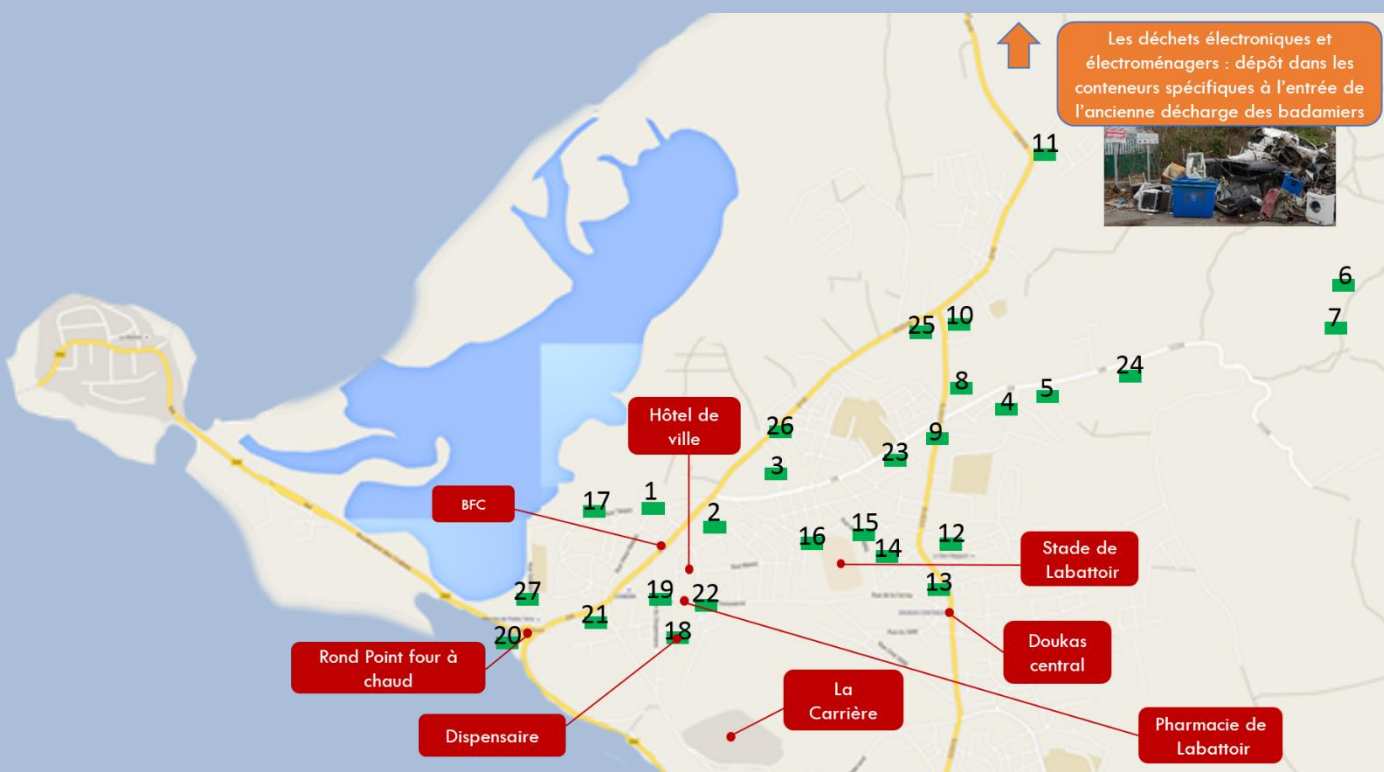 Les déchets électroniques et
électroménagers : dépôt dans les
conteneurs spécifiques à l'entrée de
l'ancienne décharge des badamiers
11
6
7
10
25
24
8
5
4
Hôtel de
ville
26
9
23
3
BFC
17
1
2
16
15
14
12
Stade de
Labattoir
13
27
19
22
21
18
20
Rond Point four à
chaud
Doukas
central
La
Carrière
Dispensaire
Pharmacie de
Labattoir